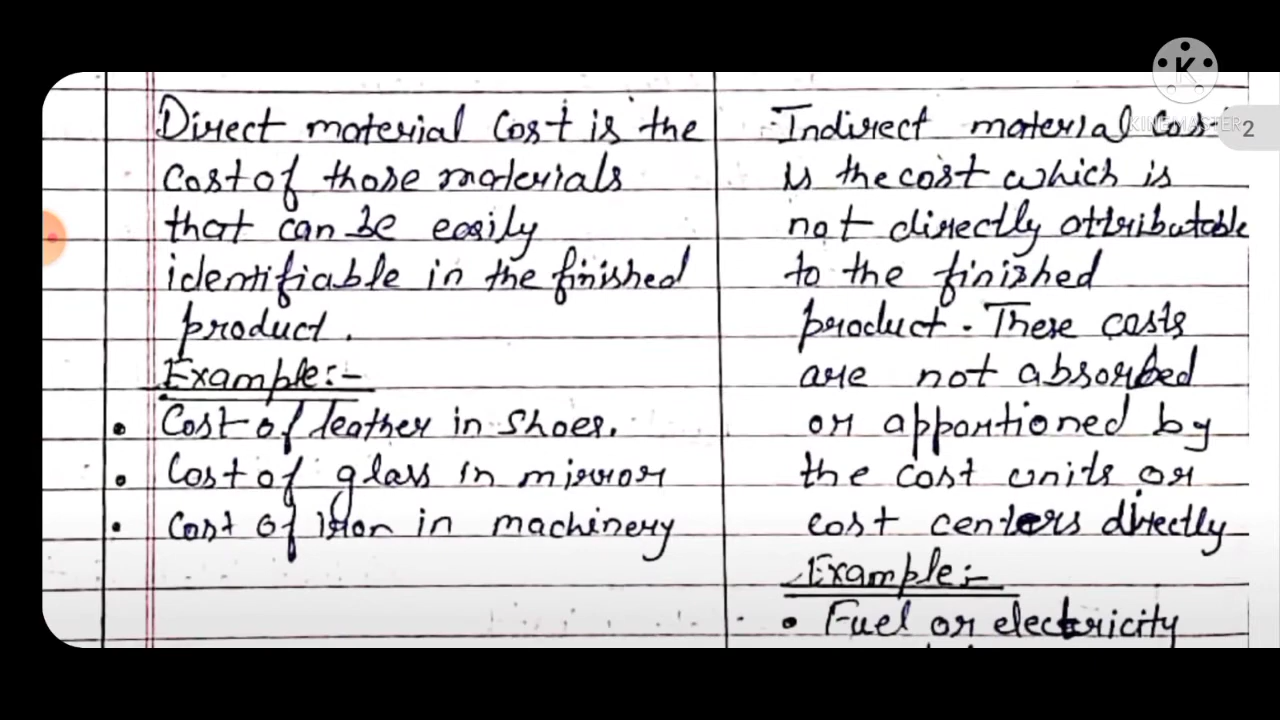 Direct material Cost is the
Cost of those materials
that can be easily
identifiable in the finished
product.
Example:-
• Cost of leather in Shoes.
• Cost of glass in mirror
• Cost of Iron in machinery
Indirect material Cost
is the cost which is
not directly attributable
to the finished
product. These costs
are not absorbed
or apportioned by
the cost units or
cost centers directly
Example:-
• Fuel or electricity
K
KINEMASTER
2